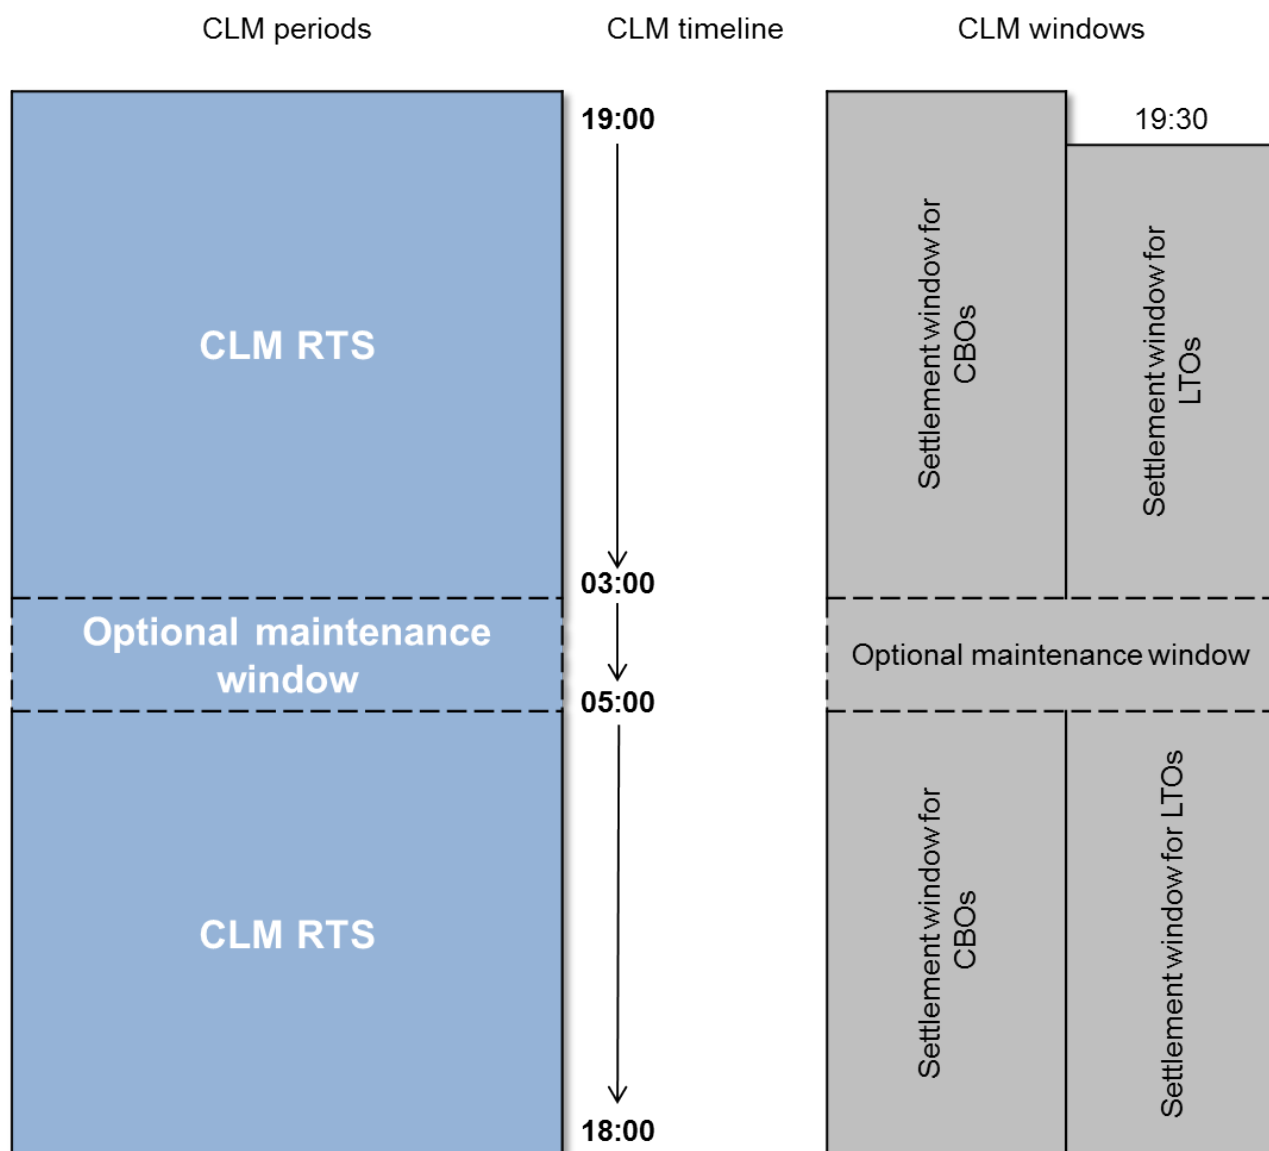 CLM periods
CLM timeline
CLM windows
19:00
19:30
CLM RTS
Settlement window for
CBOs
Settlement window for
LTOs
03:00
Optional maintenance
window
Optional maintenance window
05:00
CLM RTS
Settlement window for
CBOs
Settlement window for LTOs
18:00